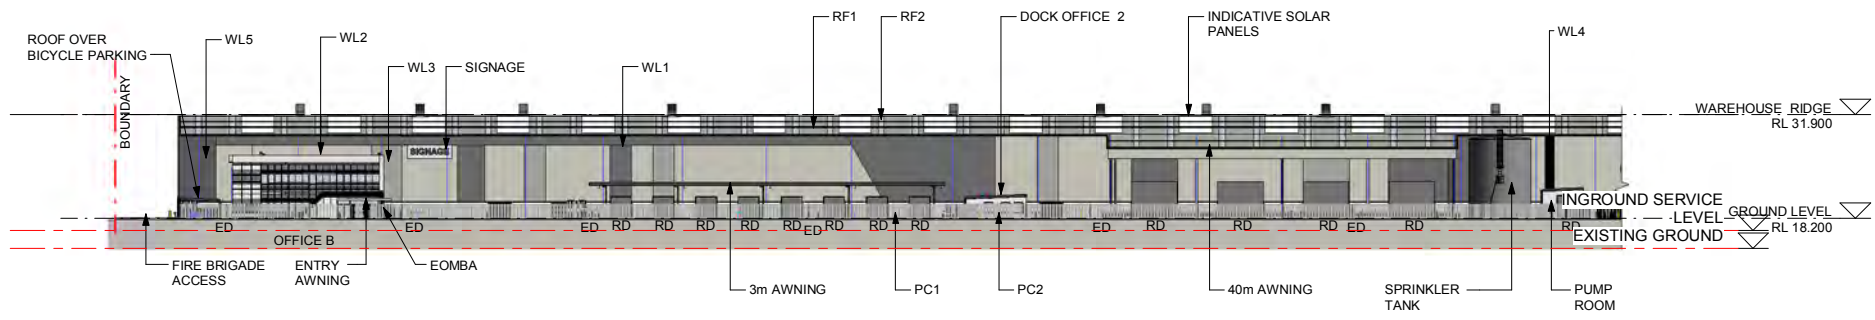 RF1
RF2
DOCK OFFICE 2
INDICATIVE SOLAR
PANELS
ROOF OVER
BICYCLE PARKING
WL5
WL2
WL3
SIGNAGE
WL1
WL4
BOUNDARY
WAREHOUSE RIDGE
RL 31.900
SIGNAGE
INGROUND SERVICE
LEVEL
GROUND LEVEL
RL 18.200
EXISTING GROUND
ED
OFFICE B
ED
ED
RD
RD
RD
RD
RD
ED
RD
RD
RD
ED
RD
RD
RD
ED
RD
RD
FIRE BRIGADE
ACCESS
ENTRY
AWNING
EOMBA
3m AWNING
PC1
PC2
40m AWNING
SPRINKLER
TANK
PUMP
ROOM